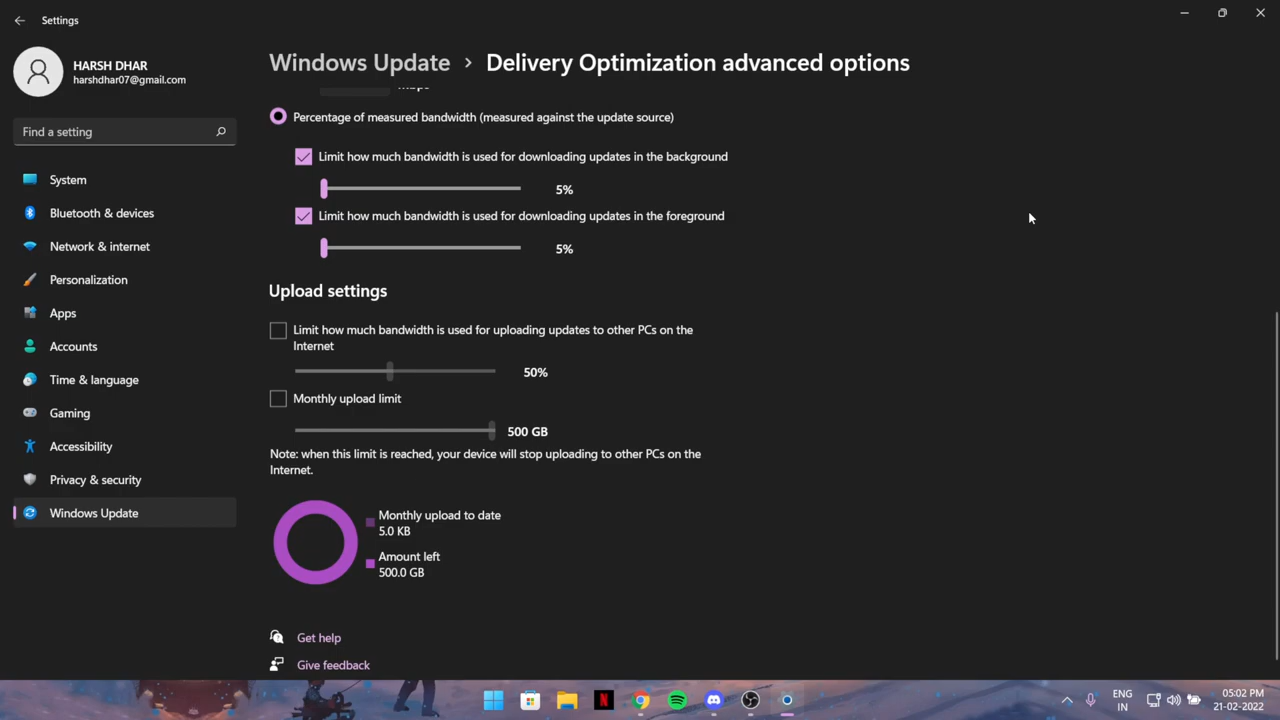 Settings
HARSH DHAR
harshdhar07@gmail.com
Find a setting
System
Bluetooth & devices
Network & internet
Personalization
Apps
Accounts
Time & language
Gaming
Accessibility
Privacy & security
Windows Update
Windows Update > Delivery Optimization advanced options
Percentage of measured bandwidth (measured against the update source)
Limit how much bandwidth is used for downloading updates in the background
5%
Limit how much bandwidth is used for downloading updates in the foreground
5%
Upload settings
Limit how much bandwidth is used for uploading updates to other PCs on the
Internet
50%
Monthly upload limit
500 GB
Note: when this limit is reached, your device will stop uploading to other PCs on the
Internet.
Monthly upload to date
5.0 KB
Amount left
500.0 GB
Get help
Give feedback
N
ENG
IN
05:02 PM
21-02-2022